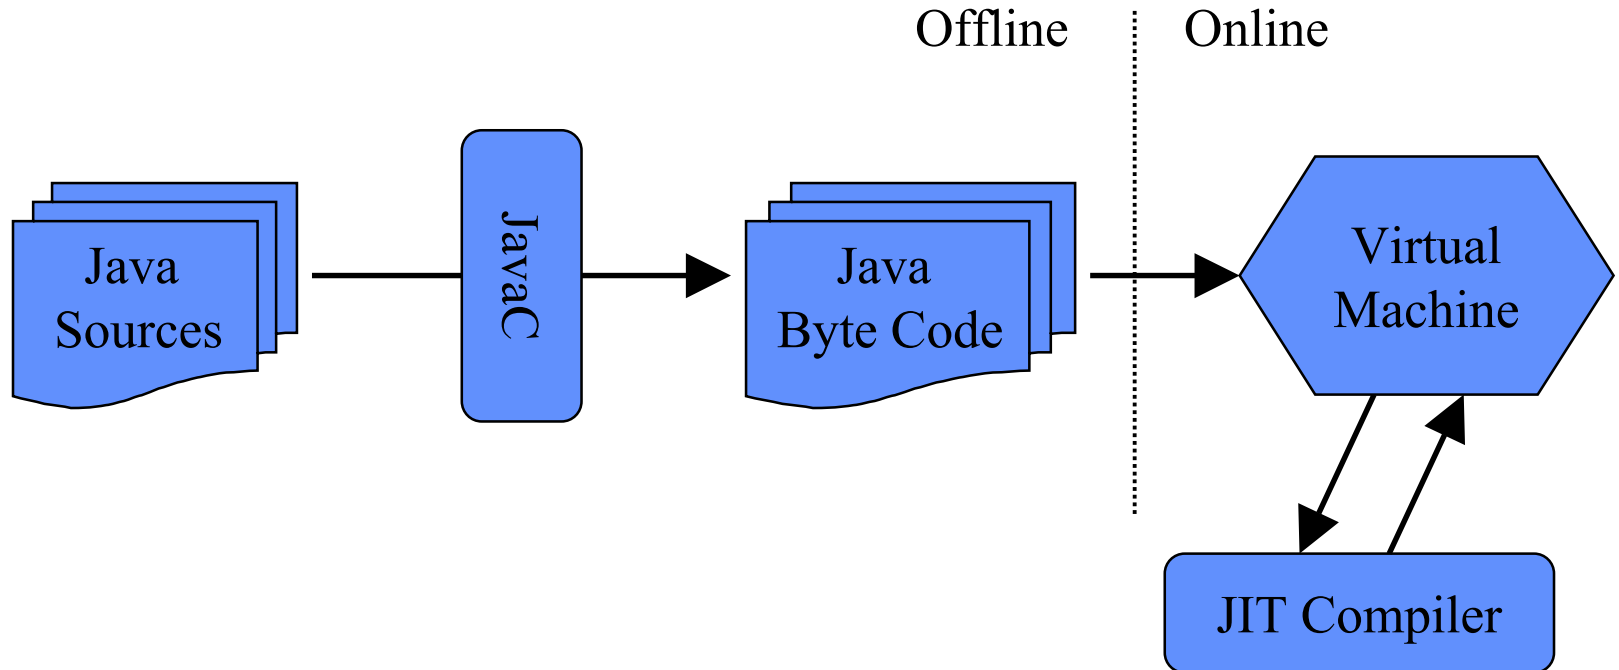 Offline
Online
Java
Sources
JavaC
Java
Byte Code
Virtual
Machine
JIT Compiler